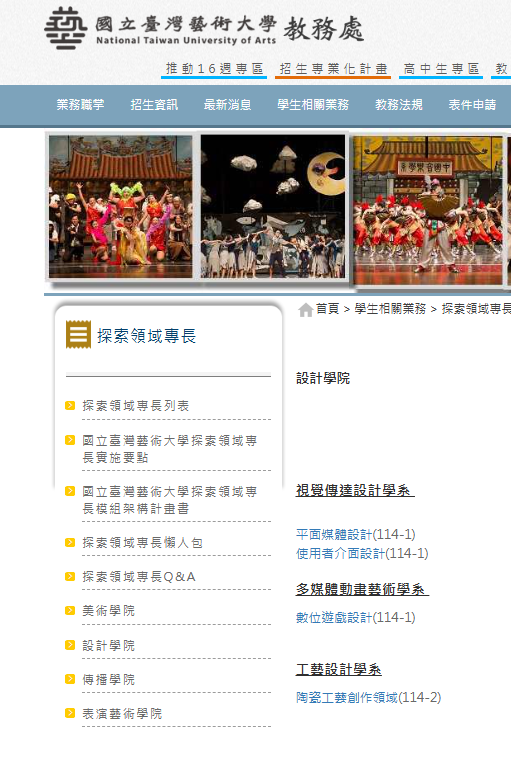 國立臺灣藝術大學 教務處
National Taiwan University of Arts
推動16週專區 招生專業化計畫 高中生專區 教
業務職掌 招生資訊 最新消息 學生相關業務 教務法規 表件申請
首頁 > 學生相關業務 > 探索領域專長
探索領域專長
探索領域專長列表
國立臺灣藝術大學探索領域專
長實施要點
國立臺灣藝術大學探索領域專
長模組架構計畫書
探索領域專長懶人包
探索領域專長Q&A
美術學院
設計學院
傳播學院
表演藝術學院
設計學院
視覺傳達設計學系
平面媒體設計(114-1)
使用者介面設計(114-1)
多媒體動畫藝術學系
數位遊戲設計(114-1)
工藝設計學系
陶瓷工藝創作領域(114-2)